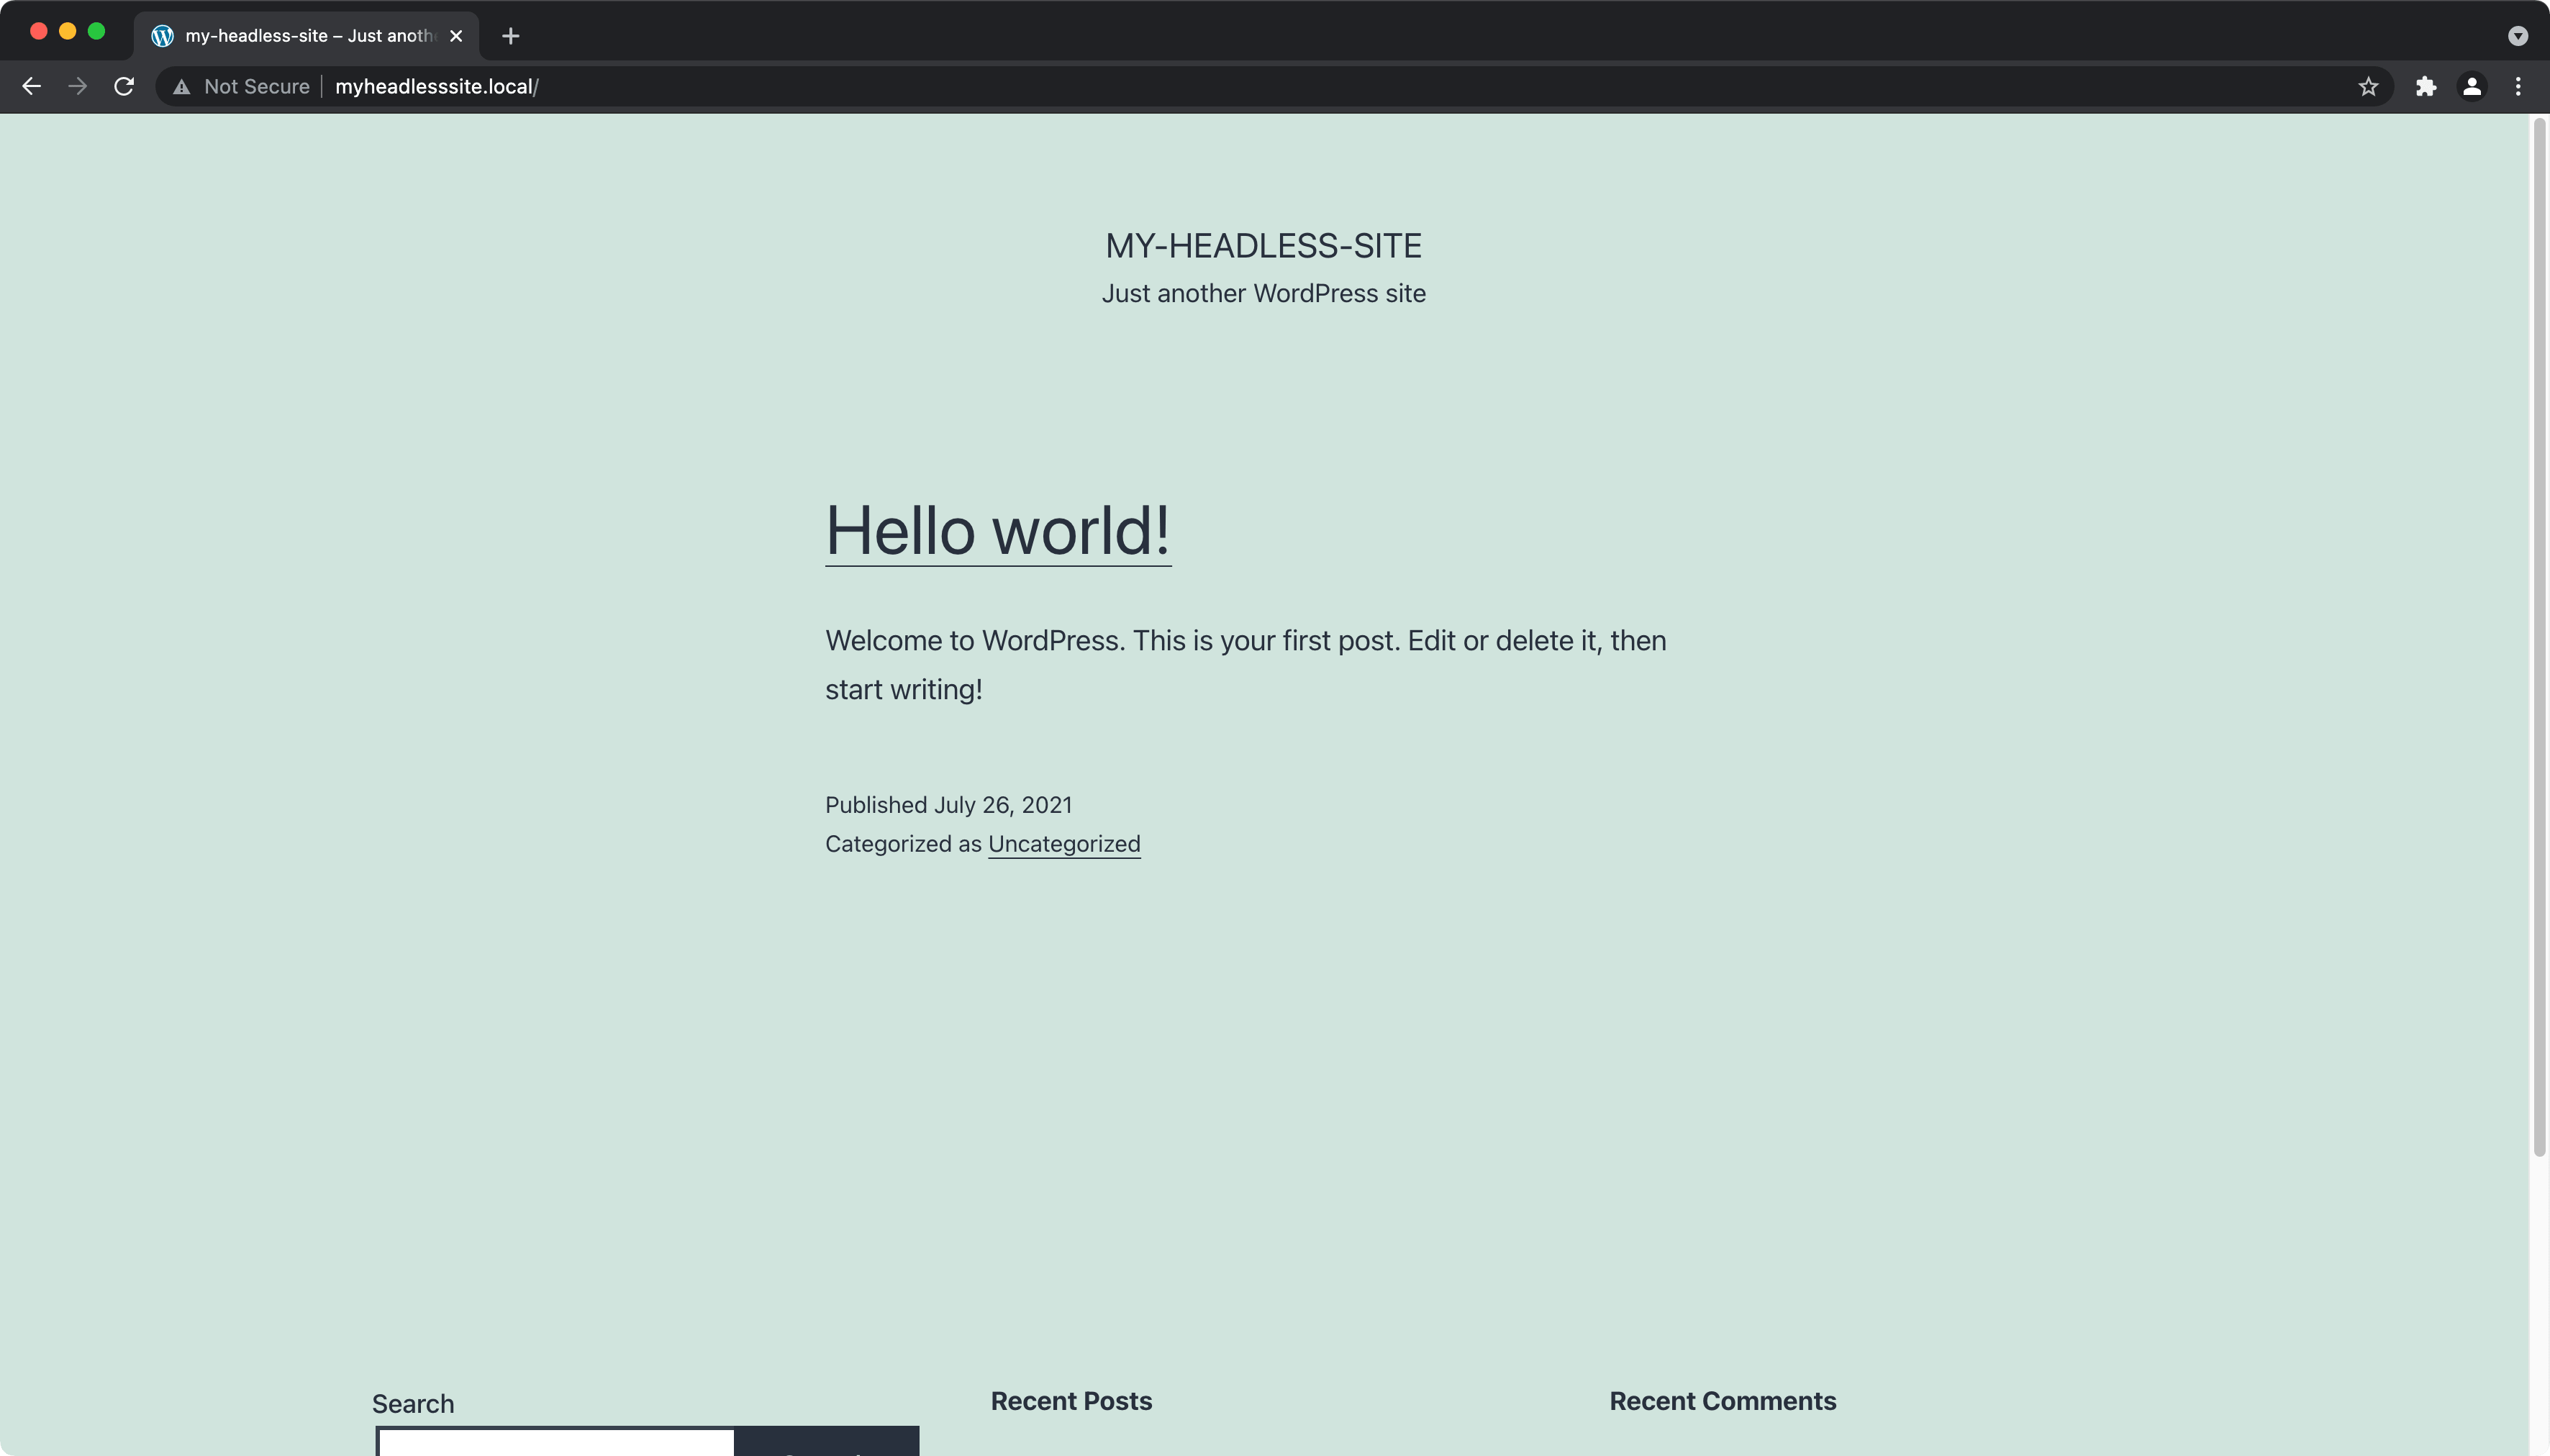 my-headless-site – Just anoth
Not Secure
myheadlesssite.local/
MY-HEADLESS-SITE
Just another WordPress site
Hello world!
Welcome to WordPress. This is your first post. Edit or delete it, then
start writing!
Published July 26, 2021
Categorized as Uncategorized
Search
Recent Posts
Recent Comments